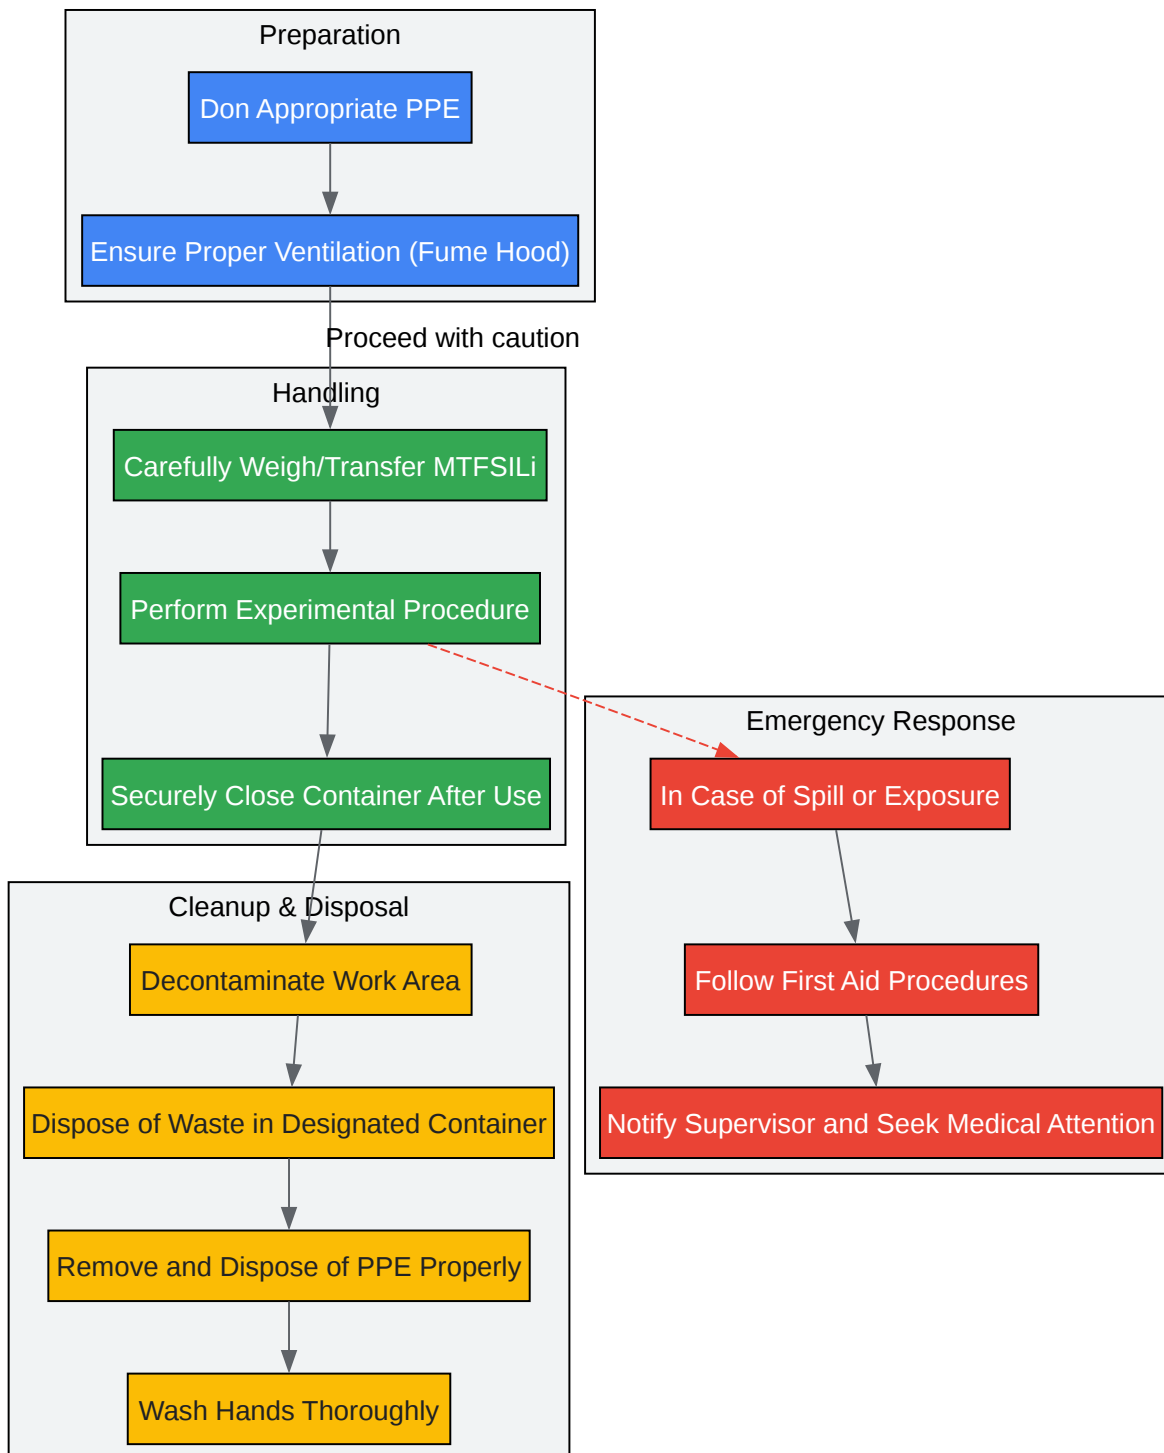 Preparation
Don Appropriate PPE
Ensure Proper Ventilation (Fume Hood)
Proceed with caution
Handling
Carefully Weigh/Transfer MTFSILi
Perform Experimental Procedure
Securely Close Container After Use
Emergency Response
In Case of Spill or Exposure
Follow First Aid Procedures
Notify Supervisor and Seek Medical Attention
Cleanup & Disposal
Decontaminate Work Area
Dispose of Waste in Designated Container
Remove and Dispose of PPE Properly
Wash Hands Thoroughly